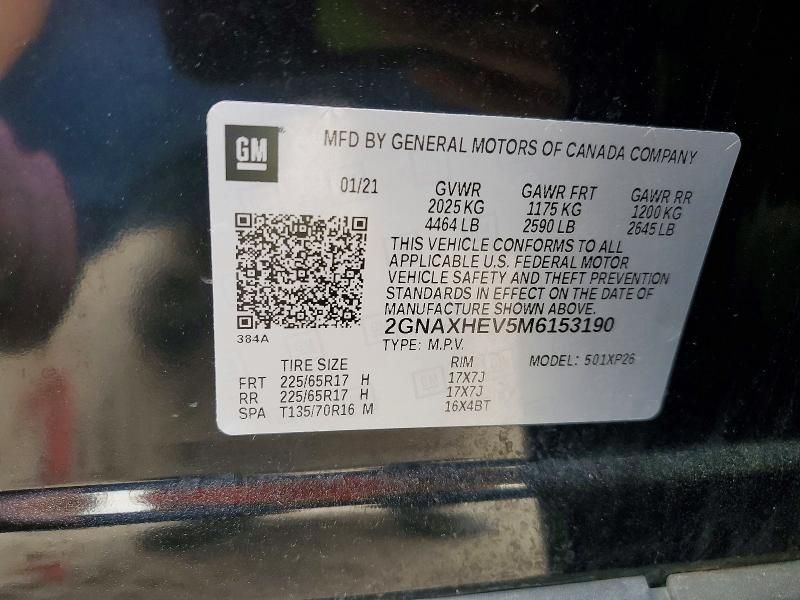 GM
MFD BY GENERAL MOTORS OF CANADA COMPANY
01/21 GVWR GAWR FRT GAWR RR
2025 KG 1175 KG 1200 KG
4464 LB 2590 LB 2645 LB
THIS VEHICLE CONFORMS TO ALL
APPLICABLE U.S. FEDERAL MOTOR
VEHICLE SAFETY AND THEFT PREVENTION
STANDARDS IN EFFECT ON THE DATE OF
MANUFACTURE SHOWN ABOVE.
2GNAXHEV5M6153190
384A
TYPE: M.P.V. MODEL: 501XP26
TIRE SIZE RIM
FRT 225/65R17 H 17X7J
RR 225/65R17 H 17X7J
SPA T135/70R16 M 16X4BT